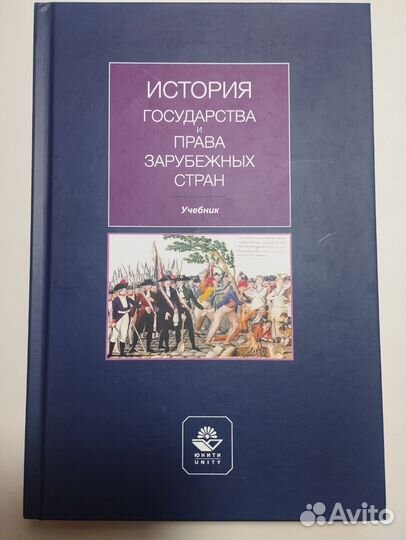 ИСТОРИЯ
ГОСУДАРСТВА
И
ПРАВА
ЗАРУБЕЖНЫХ
СТРАН
Учебник
ЮНИТИ
UNITY
Avito